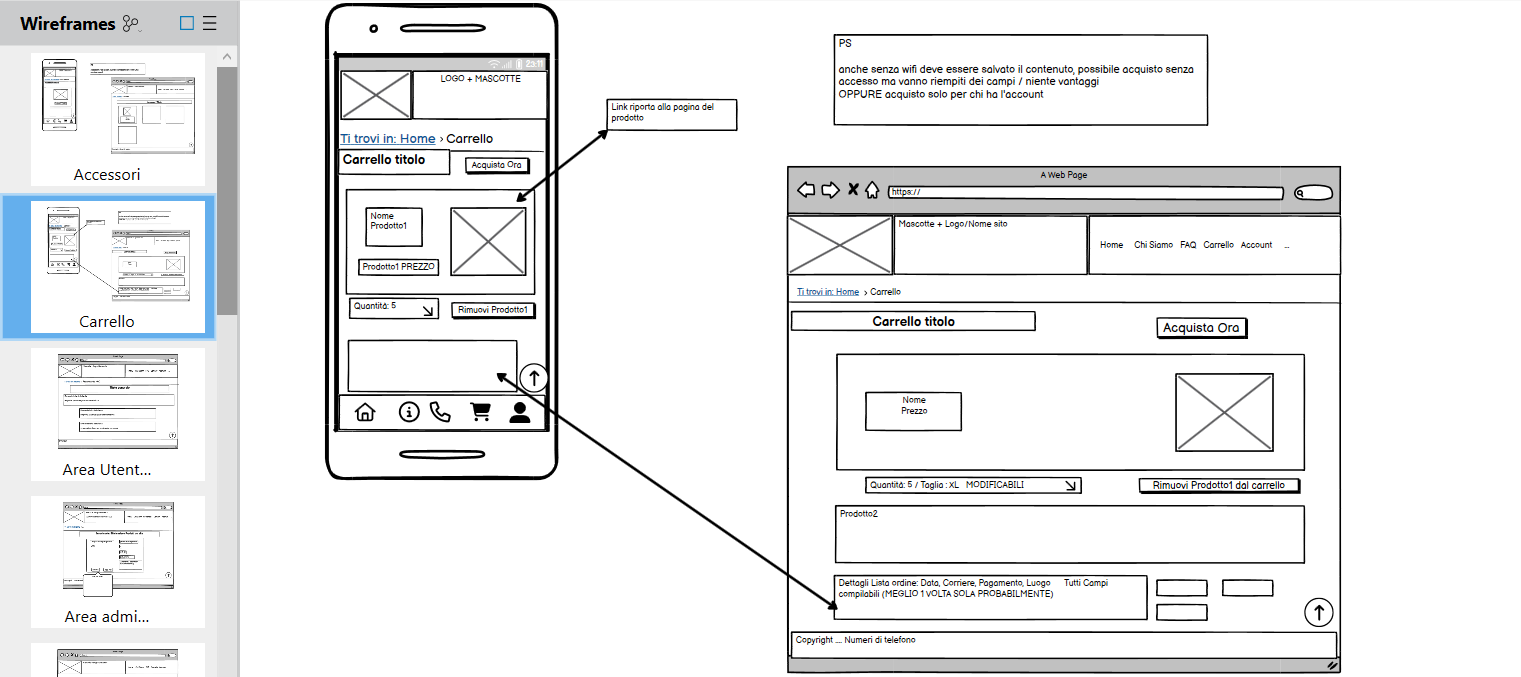 Wireframes
Accessori
Carrello
Area Utent...
Area admi...
23:11
LOGO + MASCOTTE
Ti trovi in: Home › Carrello
Carrello titolo
Acquista Ora
Nome
Prodotto1
Prodotto1 PREZZO
Quantità: 5
Rimuovi Prodotto1
Link riporta alla pagina del
prodotto
PS
anche senza wifi deve essere salvato il contenuto, possibile acquisto senza
accesso ma vanno riempiti dei campi / niente vantaggi
OPPURE acquisto solo per chi ha l'account
A Web Page
https://
Mascotte + Logo/Nome sito
Home Chi Siamo FAQ Carrello Account ...
Ti trovi in: Home › Carrello
Carrello titolo
Acquista Ora
Nome
Prezzo
Quantità: 5 / Taglia : XL MODIFICABILI
Rimuovi Prodotto1 dal carrello
Prodotto2
Dettagli Lista ordine: Data, Corriere, Pagamento, Luogo Tutti Campi
compilabili (MEGLIO 1 VOLTA SOLA PROBABILMENTE)
Copyright ... Numeri di telefono